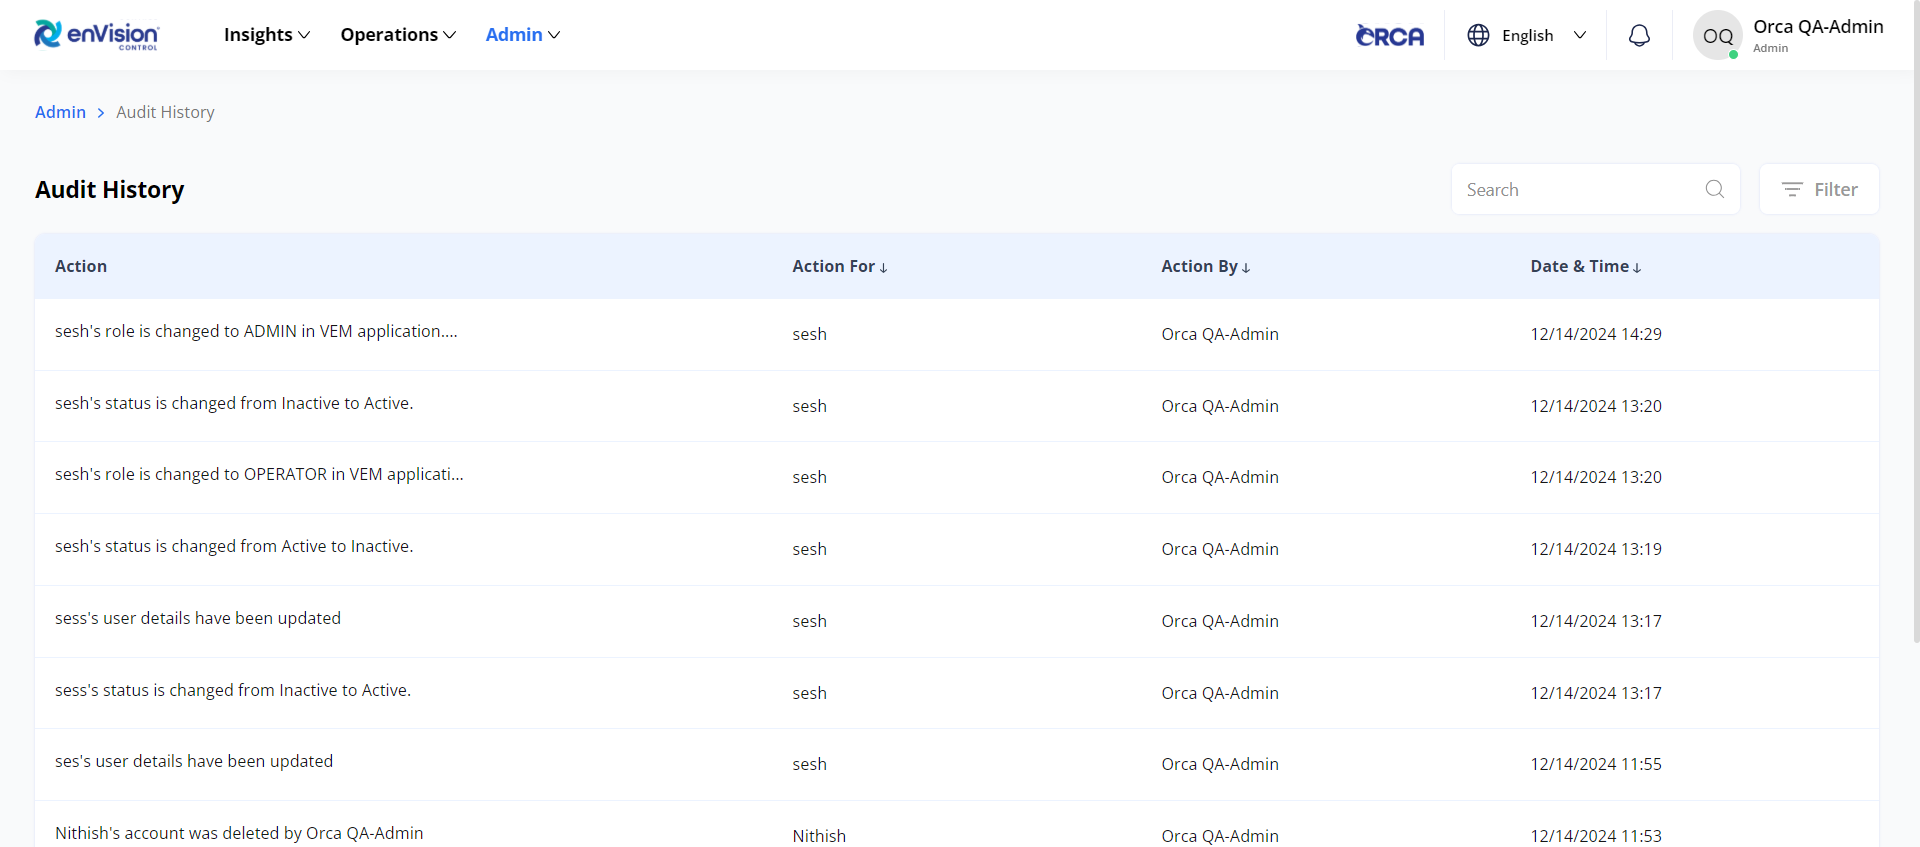 enVision CONTROL Insights Operations Admin ORCA English OQ Orca QA-Admin
Admin
Admin > Audit History
Audit History Search Filter
Action Action For ↓ Action By ↓ Date & Time ↓
sesh's role is changed to ADMIN in VEM application.... sesh Orca QA-Admin 12/14/2024 14:29
sesh's status is changed from Inactive to Active. sesh Orca QA-Admin 12/14/2024 13:20
sesh's role is changed to OPERATOR in VEM applicati... sesh Orca QA-Admin 12/14/2024 13:20
sesh's status is changed from Active to Inactive. sesh Orca QA-Admin 12/14/2024 13:19
sess's user details have been updated sesh Orca QA-Admin 12/14/2024 13:17
sess's status is changed from Inactive to Active. sesh Orca QA-Admin 12/14/2024 13:17
ses's user details have been updated sesh Orca QA-Admin 12/14/2024 11:55
Nithish's account was deleted by Orca QA-Admin Nithish Orca QA-Admin 12/14/2024 11:53